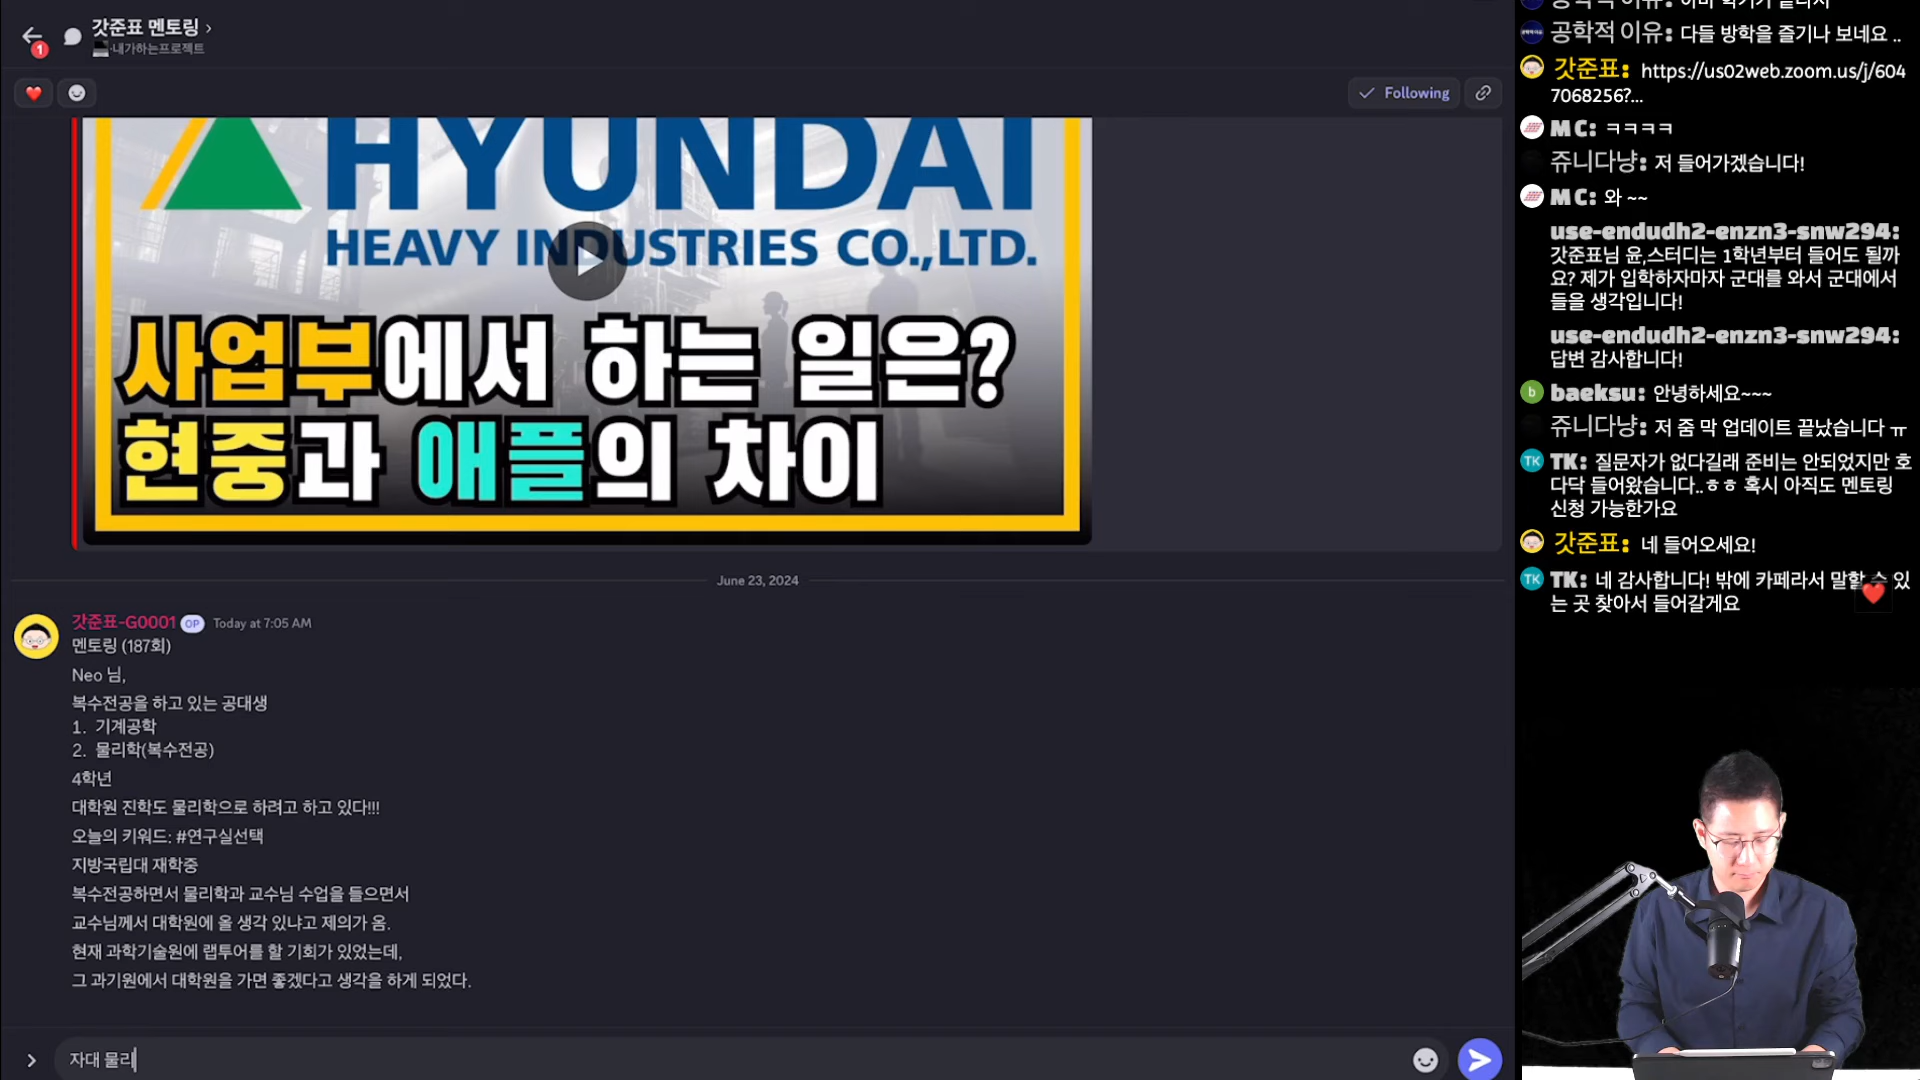 갓준표 멘토링 ›
·내가하는프로젝트
1
Following
HYUNDAI
HEAVY INDUSTRIES CO.,LTD.
사업부에서 하는 일은?
현중과 애플의 차이
June 23, 2024
갓준표-G0001 OP Today at 7:05 AM
멘토링 (187회)
Neo 님,
복수전공을 하고 있는 공대생
1. 기계공학
2. 물리학(복수전공)
4학년
대학원 진학도 물리학으로 하려고 하고 있다!!!
오늘의 키워드: #연구실선택
지방국립대 재학중
복수전공하면서 물리학과 교수님 수업을 들으면서
교수님께서 대학원에 올 생각 있냐고 제의가 옴.
현재 과학기술원에 랩투어를 할 기회가 있었는데,
그 과기원에서 대학원을 가면 좋겠다고 생각을 하게 되었다.
자대 물리
공학적 이유: 다들 방학을 즐기나 보네요 ..
갓준표: https://us02web.zoom.us/j/604
7068256?...
M C: ㅋㅋㅋㅋ
쥬니다냥: 저 들어가겠습니다!
M C: 와 ~~
use-endudh2-enzn3-snw294:
갓준표님 윤,스터디는 1학년부터 들어도 될까
요? 제가 입학하자마자 군대를 와서 군대에서
들을 생각입니다!
use-endudh2-enzn3-snw294:
답변 감사합니다!
b baeksu: 안녕하세요~~~
쥬니다냥: 저 줌 막 업데이트 끝났습니다 ㅠ
TK TK: 질문자가 없다길래 준비는 안되었지만 호
다닥 들어왔습니다..ㅎㅎ 혹시 아직도 멘토링
신청 가능한가요
갓준표: 네 들어오세요!
TK TK: 네 감사합니다! 밖에 카페라서 말할 수 있
는 곳 찾아서 들어갈게요